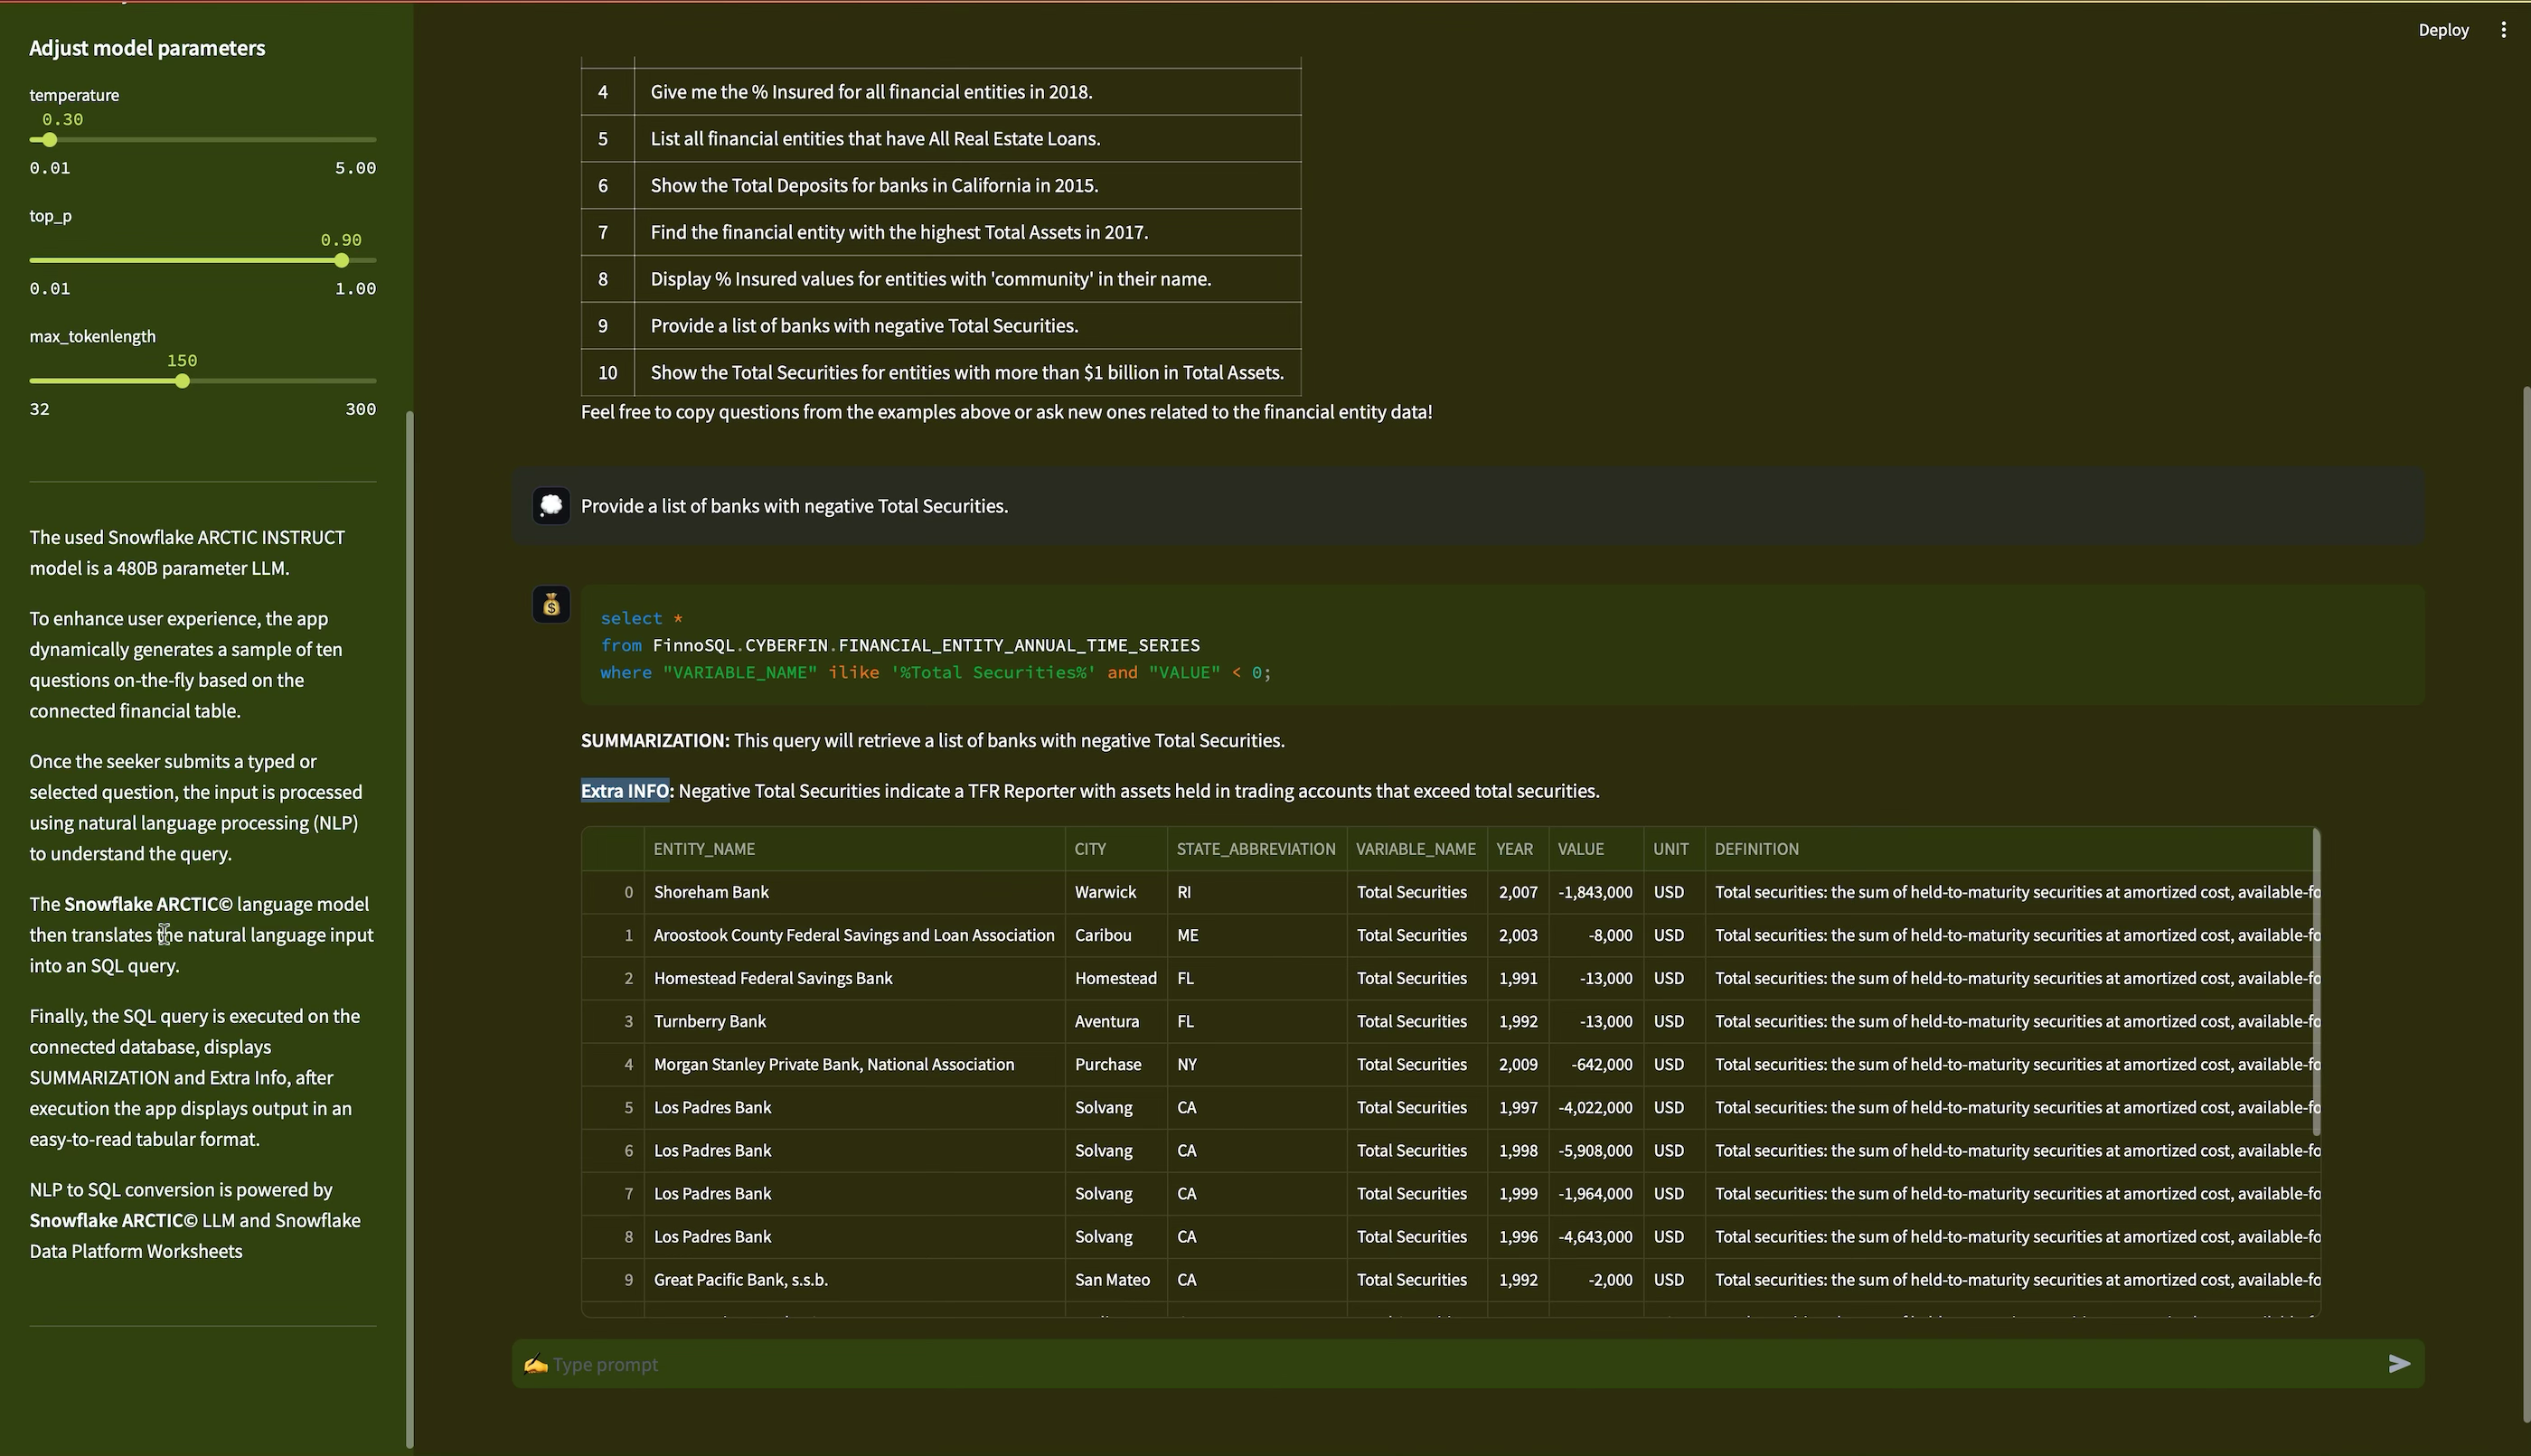 Adjust model parameters
temperature
0.30
0.01 5.00
top_p
0.90
0.01 1.00
max_tokenlength
150
32 300
The used Snowflake ARCTIC INSTRUCT
model is a 480B parameter LLM.
To enhance user experience, the app
dynamically generates a sample of ten
questions on-the-fly based on the
connected financial table.
Once the seeker submits a typed or
selected question, the input is processed
using natural language processing (NLP)
to understand the query.
The Snowflake ARCTIC© language model
then translates the natural language input
into an SQL query.
Finally, the SQL query is executed on the
connected database, displays
SUMMARIZATION and Extra Info, after
execution the app displays output in an
easy-to-read tabular format.
NLP to SQL conversion is powered by
Snowflake ARCTIC© LLM and Snowflake
Data Platform Worksheets
Deploy
4 Give me the % Insured for all financial entities in 2018.
5 List all financial entities that have All Real Estate Loans.
6 Show the Total Deposits for banks in California in 2015.
7 Find the financial entity with the highest Total Assets in 2017.
8 Display % Insured values for entities with 'community' in their name.
9 Provide a list of banks with negative Total Securities.
10 Show the Total Securities for entities with more than $1 billion in Total Assets.
Feel free to copy questions from the examples above or ask new ones related to the financial entity data!
Provide a list of banks with negative Total Securities.
select *
from FinnoSQL.CYBERFIN.FINANCIAL_ENTITY_ANNUAL_TIME_SERIES
where "VARIABLE_NAME" ilike '%Total Securities%' and "VALUE" < 0;
SUMMARIZATION: This query will retrieve a list of banks with negative Total Securities.
Extra INFO: Negative Total Securities indicate a TFR Reporter with assets held in trading accounts that exceed total securities.
ENTITY_NAME CITY STATE_ABBREVIATION VARIABLE_NAME YEAR VALUE UNIT DEFINITION
0 Shoreham Bank Warwick RI Total Securities 2,007 -1,843,000 USD Total securities: the sum of held-to-maturity securities at amortized cost, available-fo
1 Aroostook County Federal Savings and Loan Association Caribou ME Total Securities 2,003 -8,000 USD Total securities: the sum of held-to-maturity securities at amortized cost, available-fo
2 Homestead Federal Savings Bank Homestead FL Total Securities 1,991 -13,000 USD Total securities: the sum of held-to-maturity securities at amortized cost, available-fo
3 Turnberry Bank Aventura FL Total Securities 1,992 -13,000 USD Total securities: the sum of held-to-maturity securities at amortized cost, available-fo
4 Morgan Stanley Private Bank, National Association Purchase NY Total Securities 2,009 -642,000 USD Total securities: the sum of held-to-maturity securities at amortized cost, available-fo
5 Los Padres Bank Solvang CA Total Securities 1,997 -4,022,000 USD Total securities: the sum of held-to-maturity securities at amortized cost, available-fo
6 Los Padres Bank Solvang CA Total Securities 1,998 -5,908,000 USD Total securities: the sum of held-to-maturity securities at amortized cost, available-fo
7 Los Padres Bank Solvang CA Total Securities 1,999 -1,964,000 USD Total securities: the sum of held-to-maturity securities at amortized cost, available-fo
8 Los Padres Bank Solvang CA Total Securities 1,996 -4,643,000 USD Total securities: the sum of held-to-maturity securities at amortized cost, available-fo
9 Great Pacific Bank, s.s.b. San Mateo CA Total Securities 1,992 -2,000 USD Total securities: the sum of held-to-maturity securities at amortized cost, available-fo
Type prompt